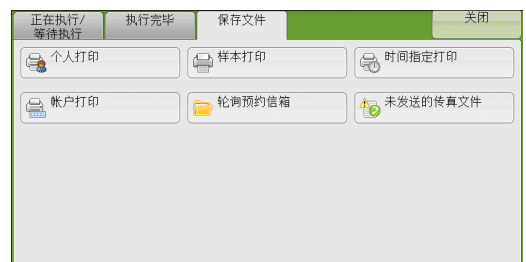 正在执行/
等待执行
执行完毕
保存文件
关闭
个人打印
样本打印
时间指定打印
帐户打印
轮询预约信箱
未发送的传真文件